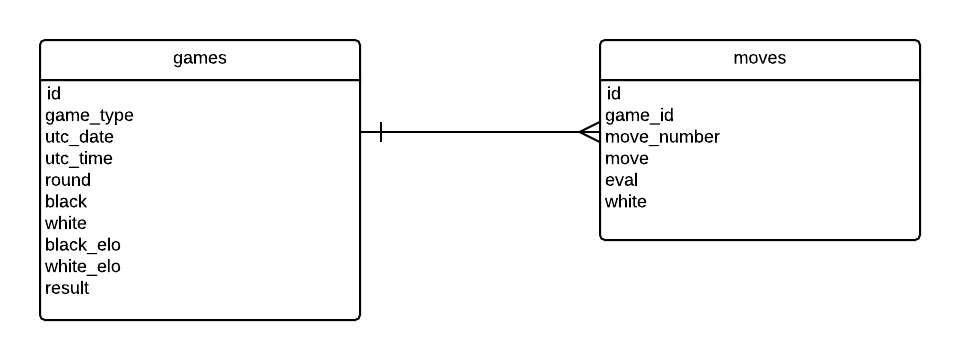 games
id
game_type
utc_date
utc_time
round
black
white
black_elo
white_elo
result
moves
id
game_id
move_number
move
eval
white